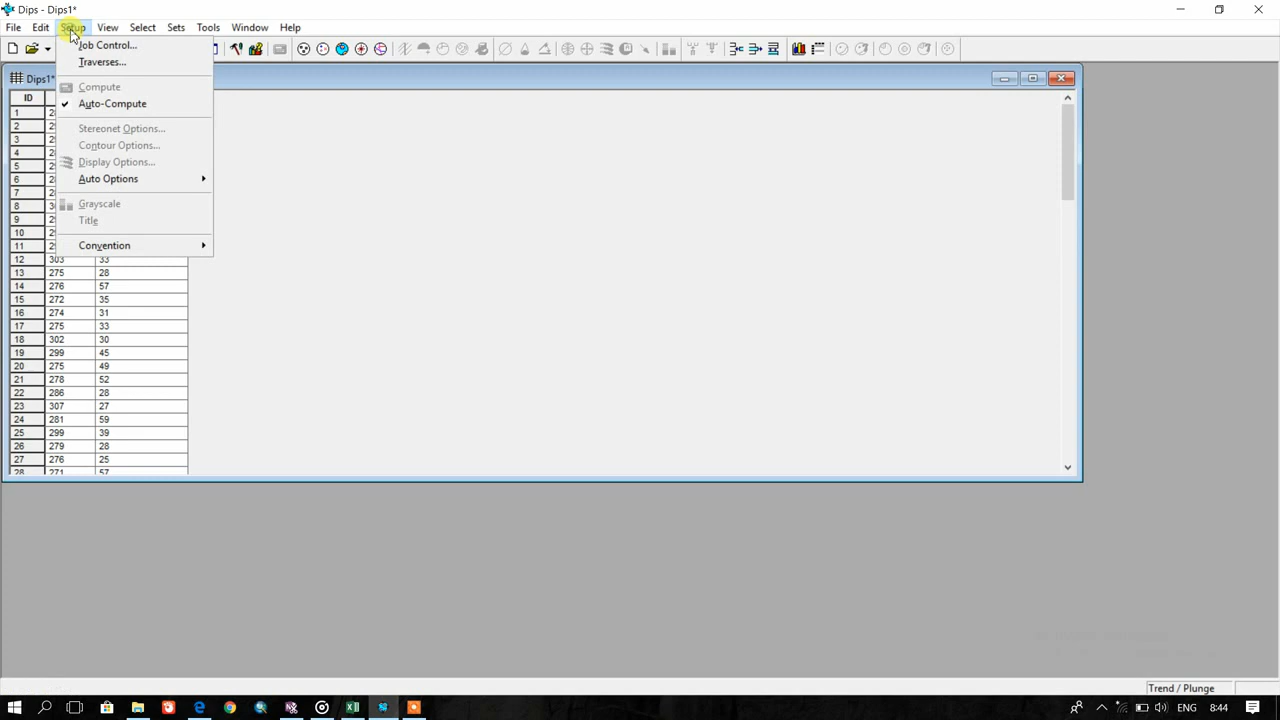 Dips - Dips1*
File Edit Setup View Select Sets Tools Window Help
Job Control...
Traverses...
Compute
Auto-Compute
Stereonet Options...
Contour Options...
Display Options...
Auto Options
Grayscale
Title
Convention
Dips1*
ID
1
2
3
4
5
6
7
8
9
10
11
12 303 33
13 275 28
14 276 57
15 272 35
16 274 31
17 275 33
18 302 30
19 299 45
20 275 49
21 278 52
22 286 28
23 307 27
24 281 59
25 299 39
26 279 28
27 276 25
28 271 57
Trend / Plunge
ENG 8:44